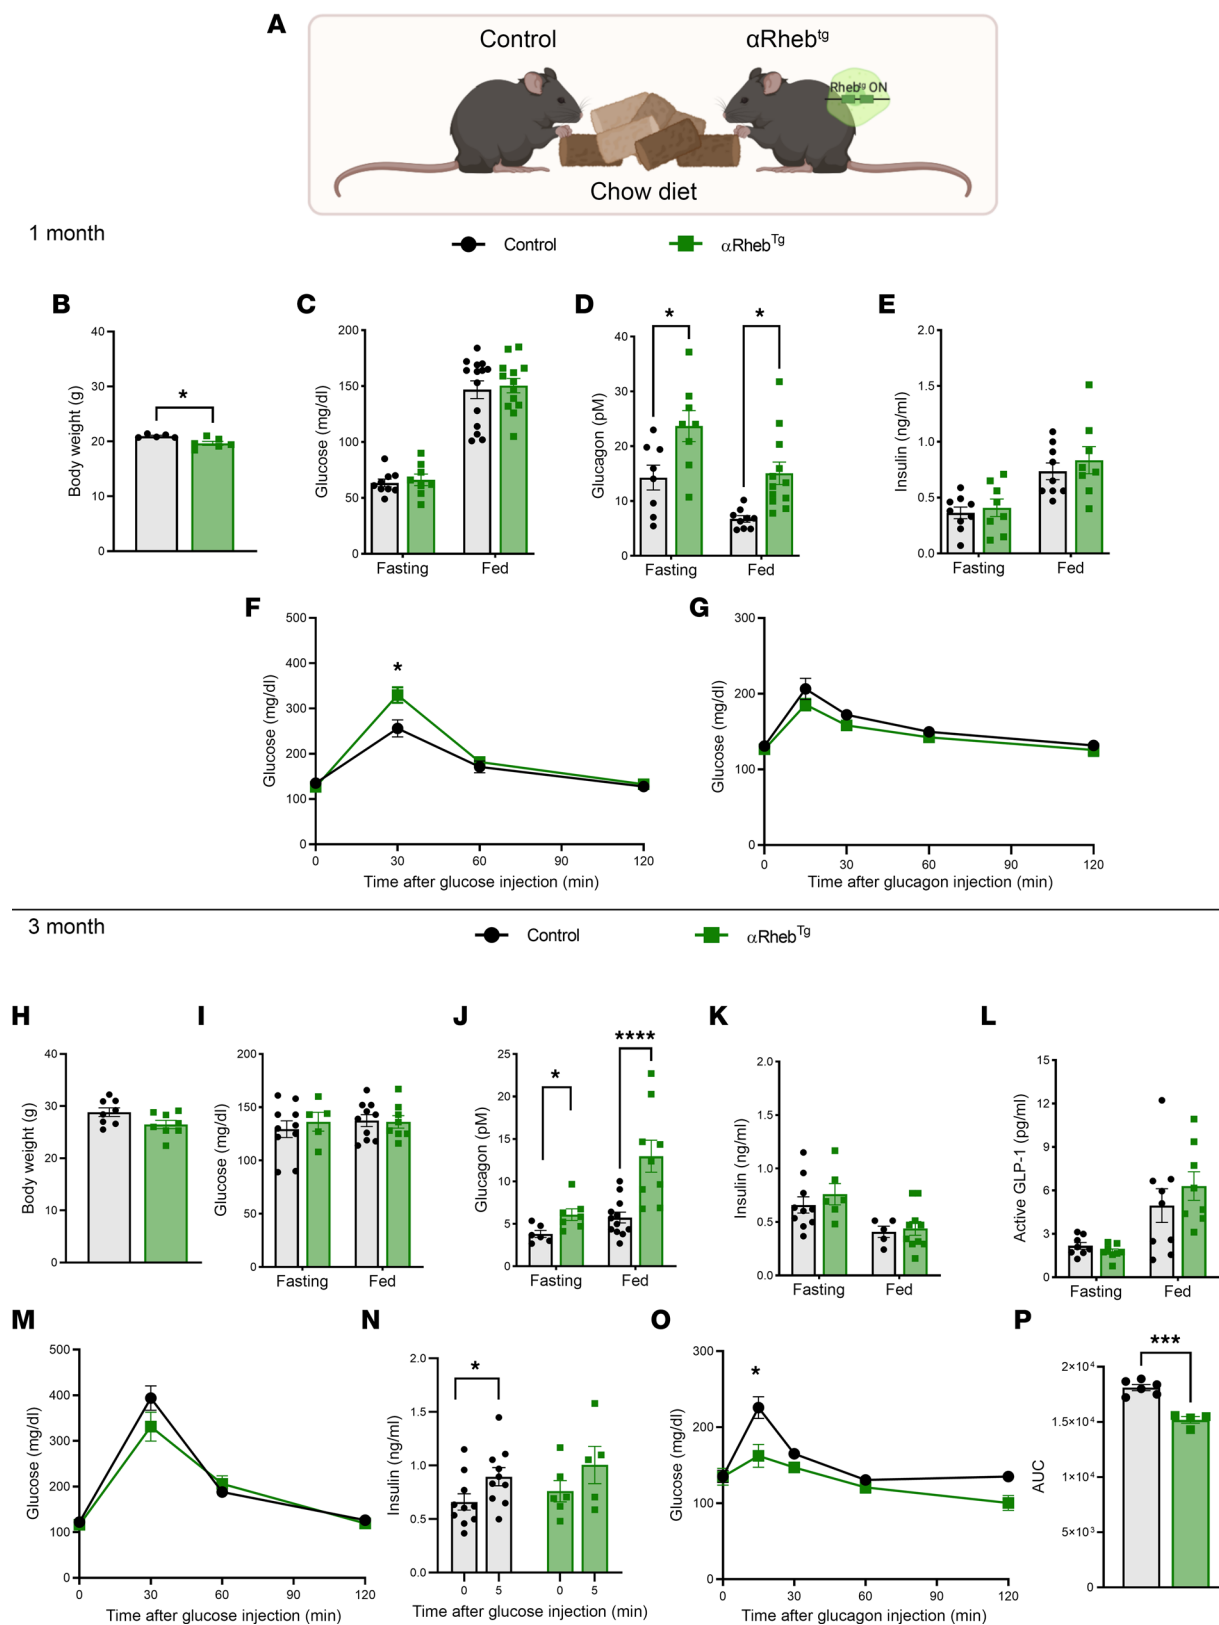 A
Control
αRheb^tg
Rheb^tg ON
Chow diet
1 month
Control
αRheb^Tg
B
Body weight (g)
40
30
20
10
0
*
C
Glucose (mg/dl)
200
150
100
50
0
Fasting
Fed
D
Glucagon (pM)
40
30
20
10
0
*
*
Fasting
Fed
E
Insulin (ng/ml)
2.0
1.5
1.0
0.5
0.0
Fasting
Fed
F
Glucose (mg/dl)
500
400
300
200
100
0
*
0
30
60
90
120
Time after glucose injection (min)
G
Glucose (mg/dl)
300
200
100
0
0
30
60
90
120
Time after glucagon injection (min)
3 month
Control
αRheb^Tg
H
Body weight (g)
40
30
20
10
0
I
Glucose (mg/dl)
200
150
100
50
0
Fasting
Fed
J
Glucagon (pM)
25
20
15
10
5
0
*
****
Fasting
Fed
K
Insulin (ng/ml)
2.0
1.5
1.0
0.5
0.0
Fasting
Fed
L
Active GLP-1 (pg/ml)
15
12
9
6
3
0
Fasting
Fed
M
Glucose (mg/dl)
500
400
300
200
100
0
0
30
60
90
120
Time after glucose injection (min)
N
Insulin (ng/ml)
2.0
1.5
1.0
0.5
0.0
*
0
5
0
5
Time after glucose injection (min)
O
Glucose (mg/dl)
300
200
100
0
*
0
30
60
90
120
Time after glucagon injection (min)
P
AUC
2×10⁴
1.5×10⁴
1×10⁴
5×10³
0
***